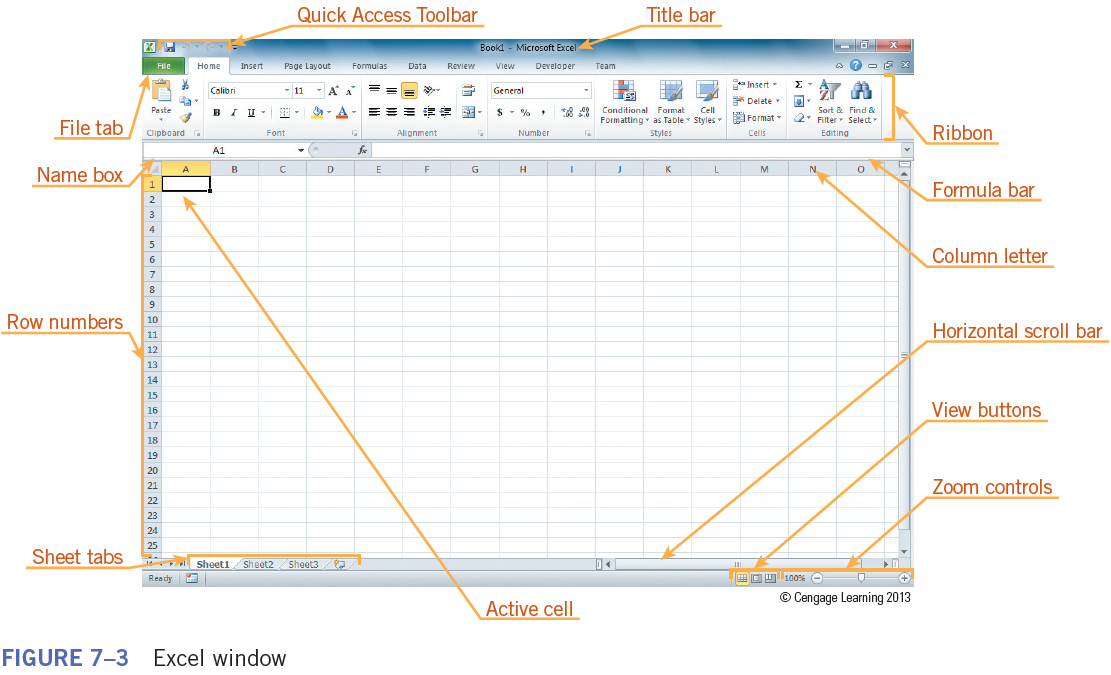 Quick Access Toolbar
Title bar
Book1 - Microsoft Excel
File Home Insert Page Layout Formulas Data Review View Developer Team
Calibri 11 A A General Insert Σ
Paste B I U A $ % , Conditional Formatting Format as Table Cell Styles Delete Format Sort & Filter Find & Select
Clipboard Font Alignment Number Styles Cells Editing
File tab
Ribbon
A1 fx
Name box
Formula bar
A B C D E F G H I J K L M N O
1
2
3
4
5
6
7
8
9
10
11
12
13
14
15
16
17
18
19
20
21
22
23
24
25
Column letter
Row numbers
Horizontal scroll bar
View buttons
Zoom controls
Sheet tabs
Sheet1 Sheet2 Sheet3
Ready 100%
Active cell
© Cengage Learning 2013
FIGURE 7–3 Excel window